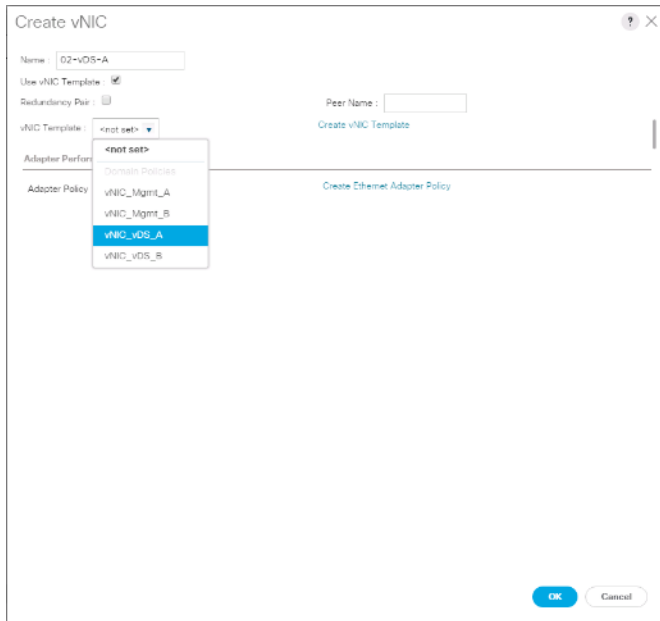 Create vNIC
?
Name : 02-vDS-A
Use vNIC Template :
Redundancy Pair :
Peer Name :
vNIC Template : <not set>
Create vNIC Template
<not set>
Domain Policies
vNIC_Mgmt_A
vNIC_Mgmt_B
vNIC_vDS_A
vNIC_vDS_B
Adapter Perfor
Adapter Policy
Create Ethernet Adapter Policy
OK
Cancel